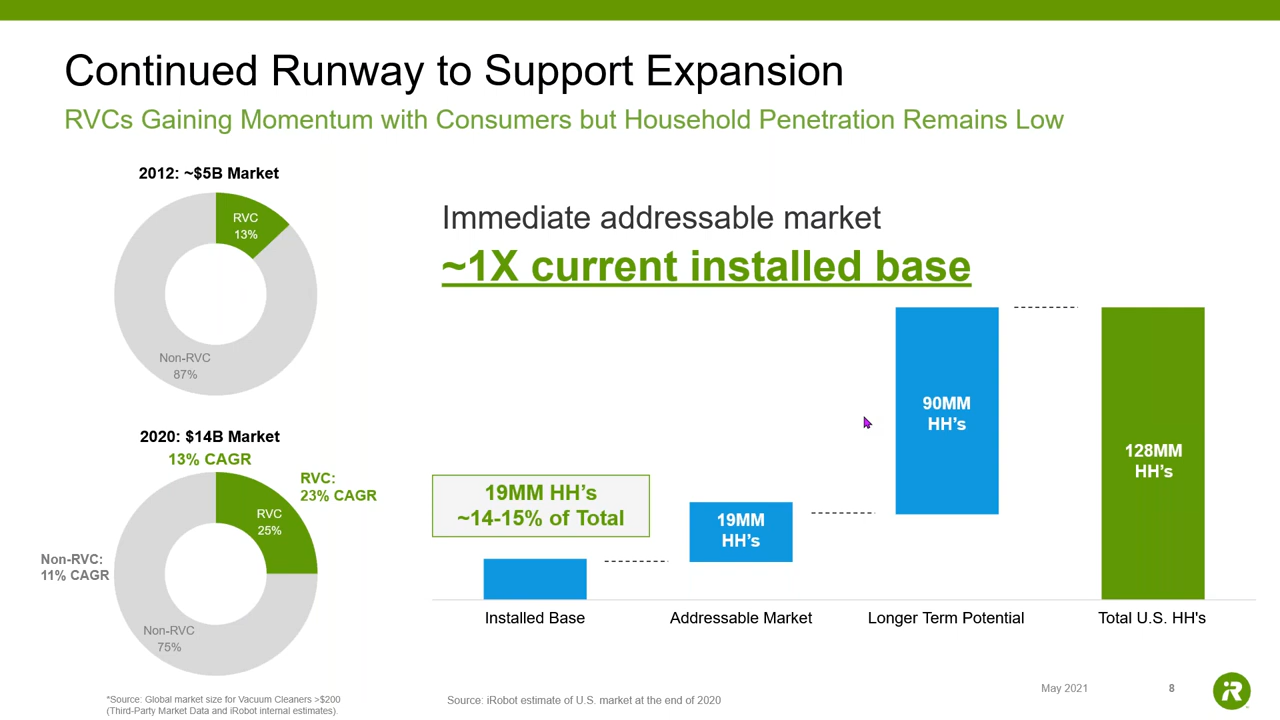 Continued Runway to Support Expansion
RVCs Gaining Momentum with Consumers but Household Penetration Remains Low
2012: ~$5B Market
RVC
13%
Non-RVC
87%
2020: $14B Market
13% CAGR
RVC:
23% CAGR
RVC
25%
Non-RVC:
11% CAGR
Non-RVC
75%
*Source: Global market size for Vacuum Cleaners >$200
(Third-Party Market Data and iRobot internal estimates).
Immediate addressable market
~1X current installed base
19MM HH’s
~14-15% of Total
19MM
HH’s
90MM
HH’s
128MM
HH’s
Installed Base
Addressable Market
Longer Term Potential
Total U.S. HH's
Source: iRobot estimate of U.S. market at the end of 2020
May 2021
8
iR